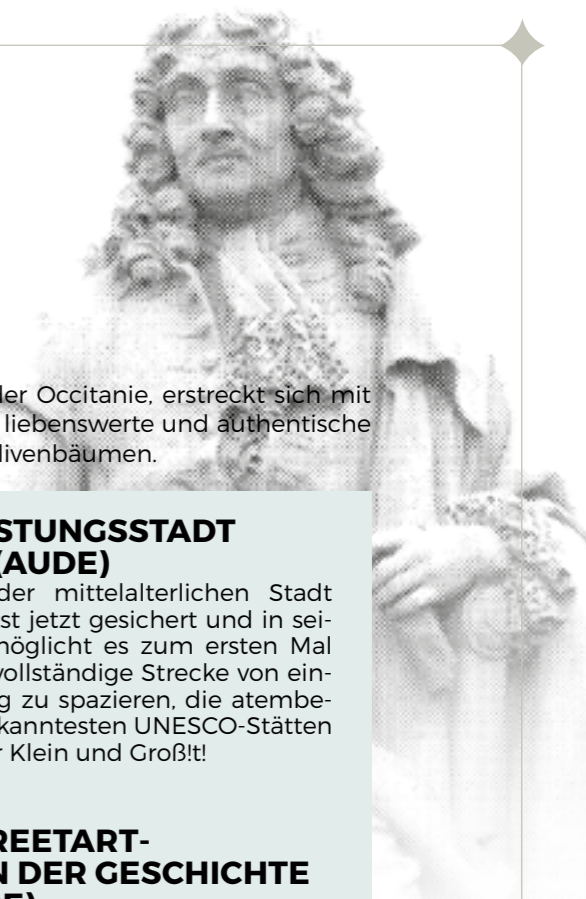 der Occitanie, erstreckt sich mit
liebenswerte und authentische
livenbäumen.
STUNGSSTADT
(AUDE)
der mittelalterlichen Stadt
st jetzt gesichert und in sei-
möglicht es zum ersten Mal
vollständige Strecke von ein-
g zu spazieren, die atembe-
kanntesten UNESCO-Stätten
r Klein und Groß!t!
REETART-
N DER GESCHICHTE
E)